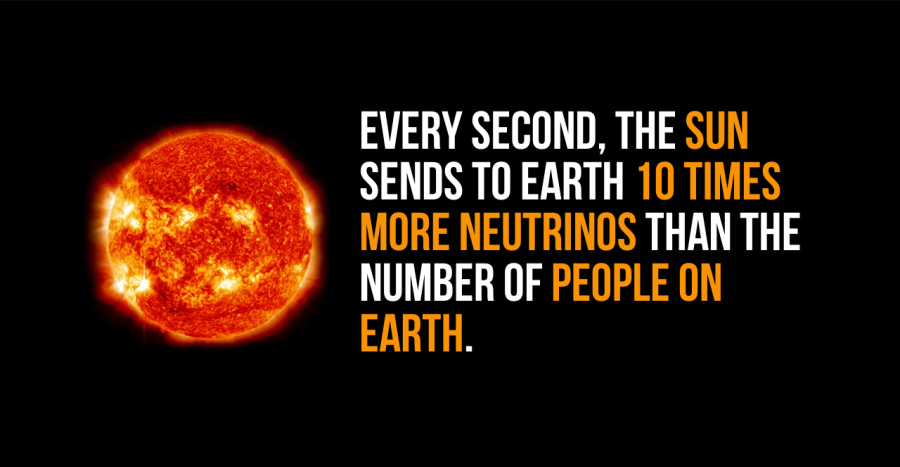 EVERY SECOND, THE SUN
SENDS TO EARTH 10 TIMES
MORE NEUTRINOS THAN THE
NUMBER OF PEOPLE ON
EARTH.